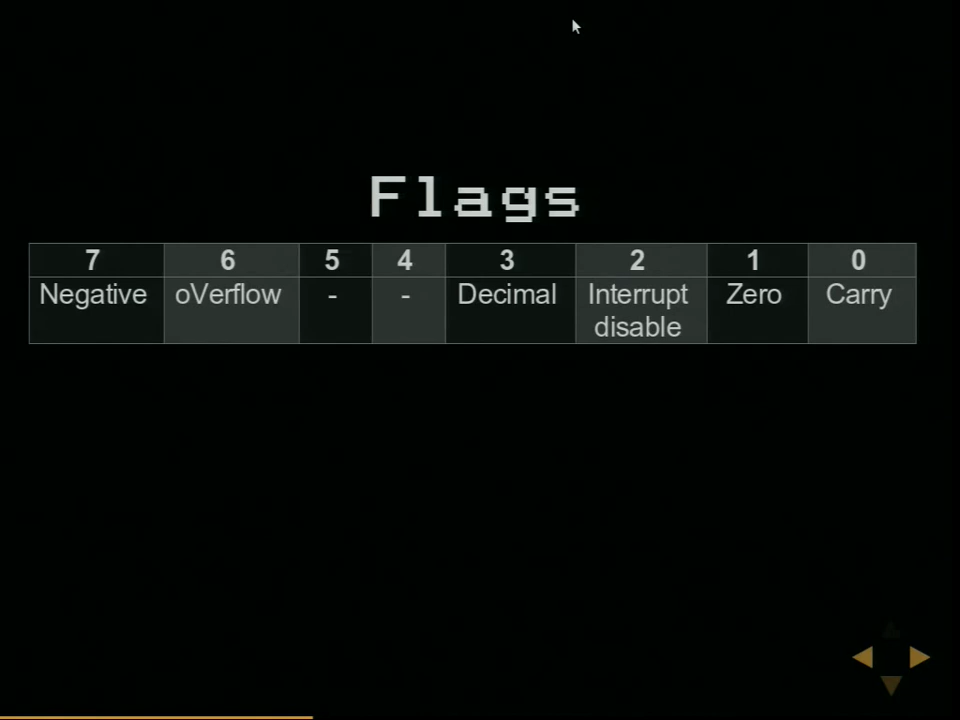 Flags
7 6 5 4 3 2 1 0
Negative oVerflow - - Decimal Interrupt disable Zero Carry